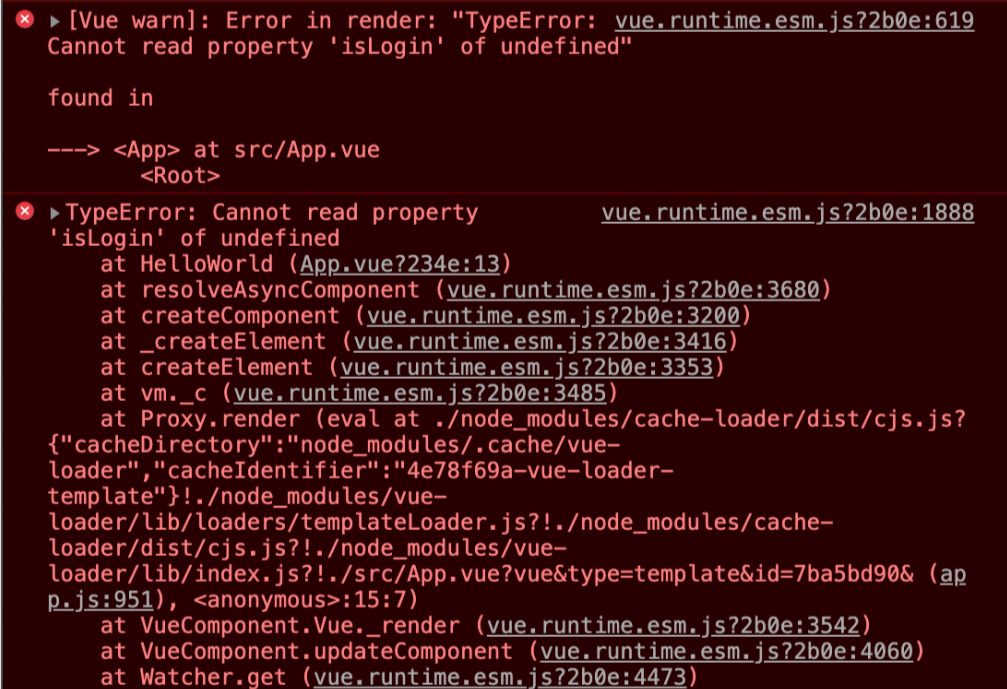 [Vue warn]: Error in render: "TypeError: vue.runtime.esm.js?2b0e:619
Cannot read property 'isLogin' of undefined"
found in
---> <App> at src/App.vue
<Root>
TypeError: Cannot read property vue.runtime.esm.js?2b0e:1888
'isLogin' of undefined
at HelloWorld (App.vue?234e:13)
at resolveAsyncComponent (vue.runtime.esm.js?2b0e:3680)
at createComponent (vue.runtime.esm.js?2b0e:3200)
at _createElement (vue.runtime.esm.js?2b0e:3416)
at createElement (vue.runtime.esm.js?2b0e:3353)
at vm._c (vue.runtime.esm.js?2b0e:3485)
at Proxy.render (eval at ./node_modules/cache-loader/dist/cjs.js?
{"cacheDirectory":"node_modules/.cache/vue-
loader","cacheIdentifier":"4e78f69a-vue-loader-
template"}!./node_modules/vue-
loader/lib/loaders/templateLoader.js?!./node_modules/cache-
loader/dist/cjs.js?!./node_modules/vue-
loader/lib/index.js?!./src/App.vue?vue&type=template&id=7ba5bd90& (ap
p.js:951), <anonymous>:15:7)
at VueComponent.Vue._render (vue.runtime.esm.js?2b0e:3542)
at VueComponent.updateComponent (vue.runtime.esm.js?2b0e:4060)
at Watcher.get (vue.runtime.esm.js?2b0e:4473)